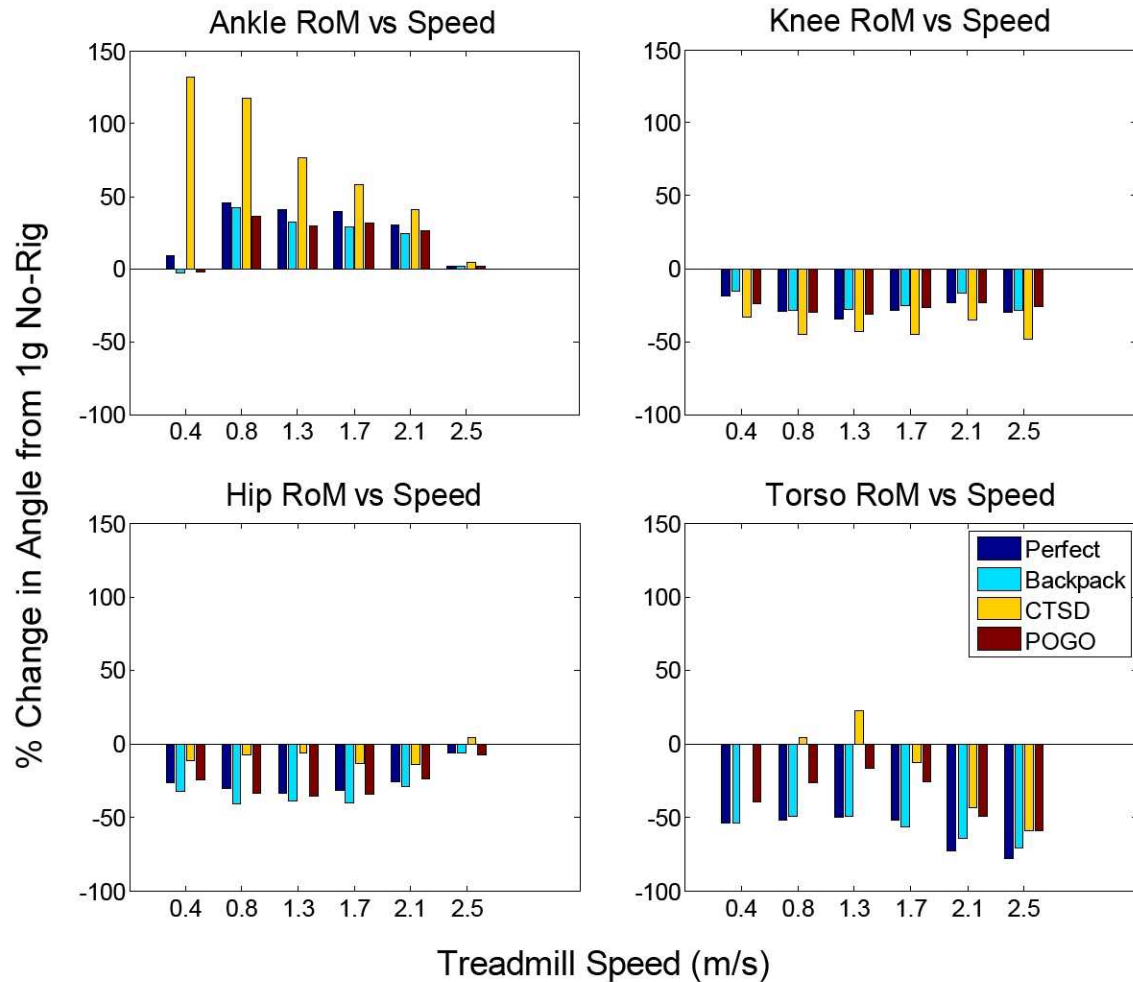 Ankle RoM vs Speed
150
100
50
0
-50
-100
0.4 0.8 1.3 1.7 2.1 2.5
Knee RoM vs Speed
150
100
50
0
-50
-100
0.4 0.8 1.3 1.7 2.1 2.5
% Change in Angle from 1g No-Rig
Hip RoM vs Speed
150
100
50
0
-50
-100
0.4 0.8 1.3 1.7 2.1 2.5
Torso RoM vs Speed
150
100
50
0
-50
-100
0.4 0.8 1.3 1.7 2.1 2.5
Perfect
Backpack
CTSD
POGO
Treadmill Speed (m/s)